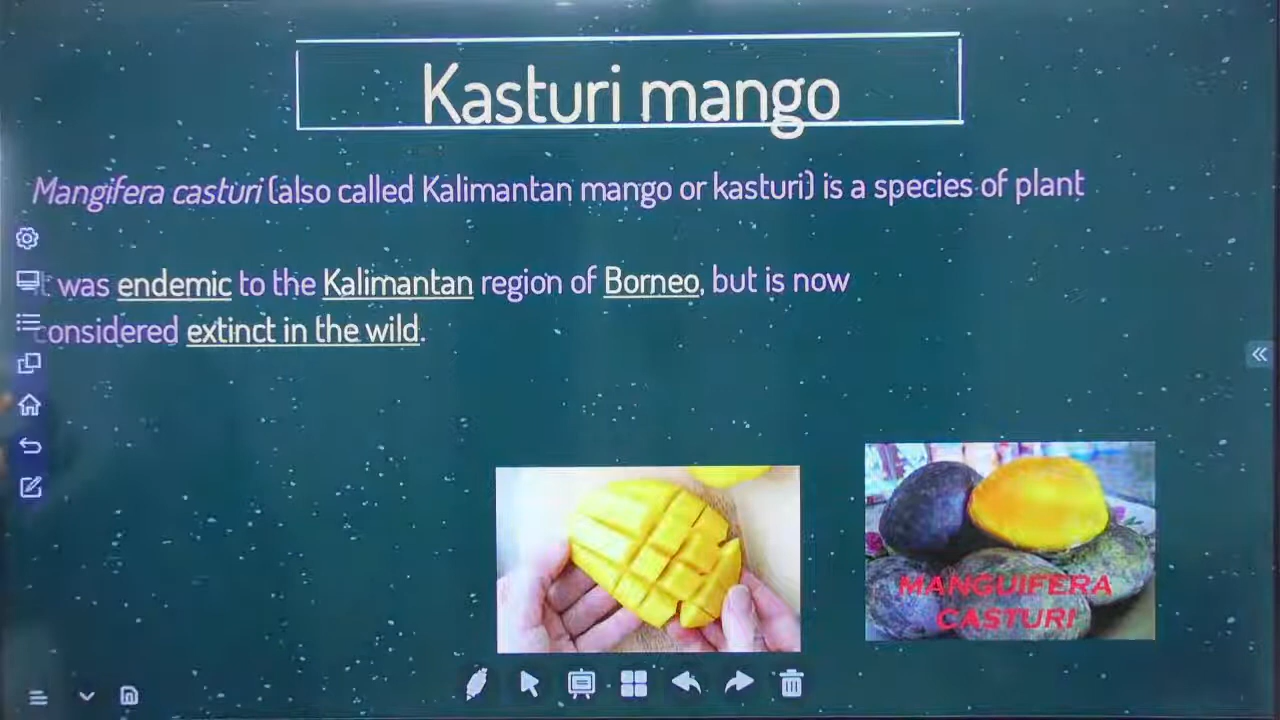 Kasturi mango
Mangifera casturi (also called Kalimantan mango or kasturi) is a species of plant
It was endemic to the Kalimantan region of Borneo, but is now
considered extinct in the wild.
MANGUIFERA
CASTURI